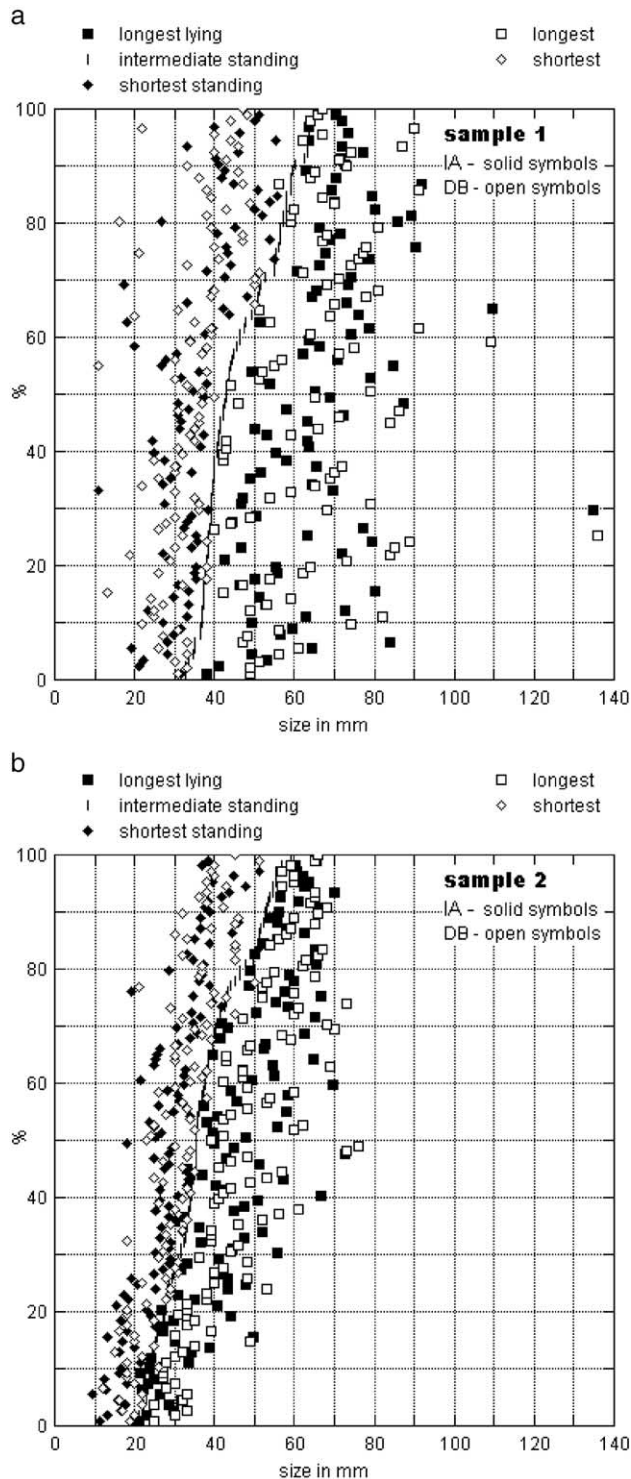 a
longest lying
longest
intermediate standing
shortest
shortest standing
100
80
60
40
20
0
%
sample 1
IA - solid symbols
DB - open symbols
0 20 40 60 80 100 120 140
size in mm
b
longest lying
longest
intermediate standing
shortest
shortest standing
100
80
60
40
20
0
%
sample 2
IA - solid symbols
DB - open symbols
0 20 40 60 80 100 120 140
size in mm